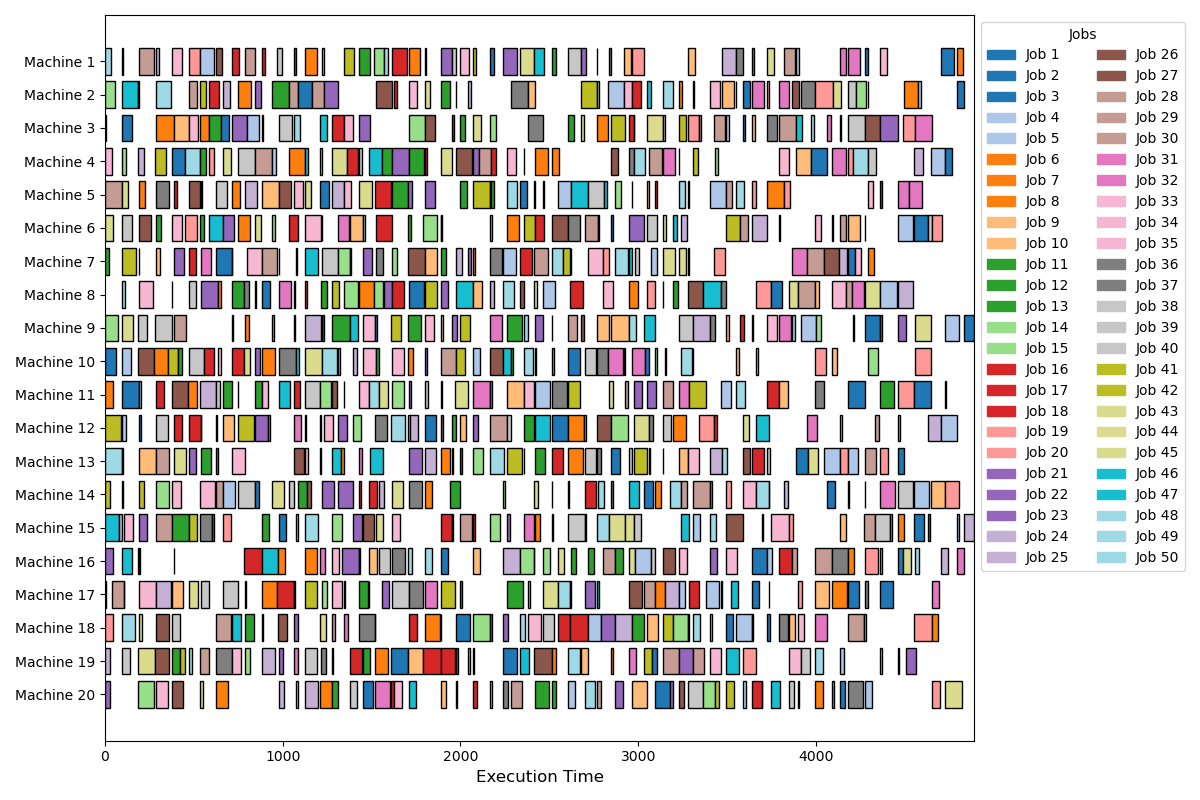 Machine 1
Machine 2
Machine 3
Machine 4
Machine 5
Machine 6
Machine 7
Machine 8
Machine 9
Machine 10
Machine 11
Machine 12
Machine 13
Machine 14
Machine 15
Machine 16
Machine 17
Machine 18
Machine 19
Machine 20
0 1000 2000 3000 4000
Execution Time
Jobs
Job 1 Job 26
Job 2 Job 27
Job 3 Job 28
Job 4 Job 29
Job 5 Job 30
Job 6 Job 31
Job 7 Job 32
Job 8 Job 33
Job 9 Job 34
Job 10 Job 35
Job 11 Job 36
Job 12 Job 37
Job 13 Job 38
Job 14 Job 39
Job 15 Job 40
Job 16 Job 41
Job 17 Job 42
Job 18 Job 43
Job 19 Job 44
Job 20 Job 45
Job 21 Job 46
Job 22 Job 47
Job 23 Job 48
Job 24 Job 49
Job 25 Job 50